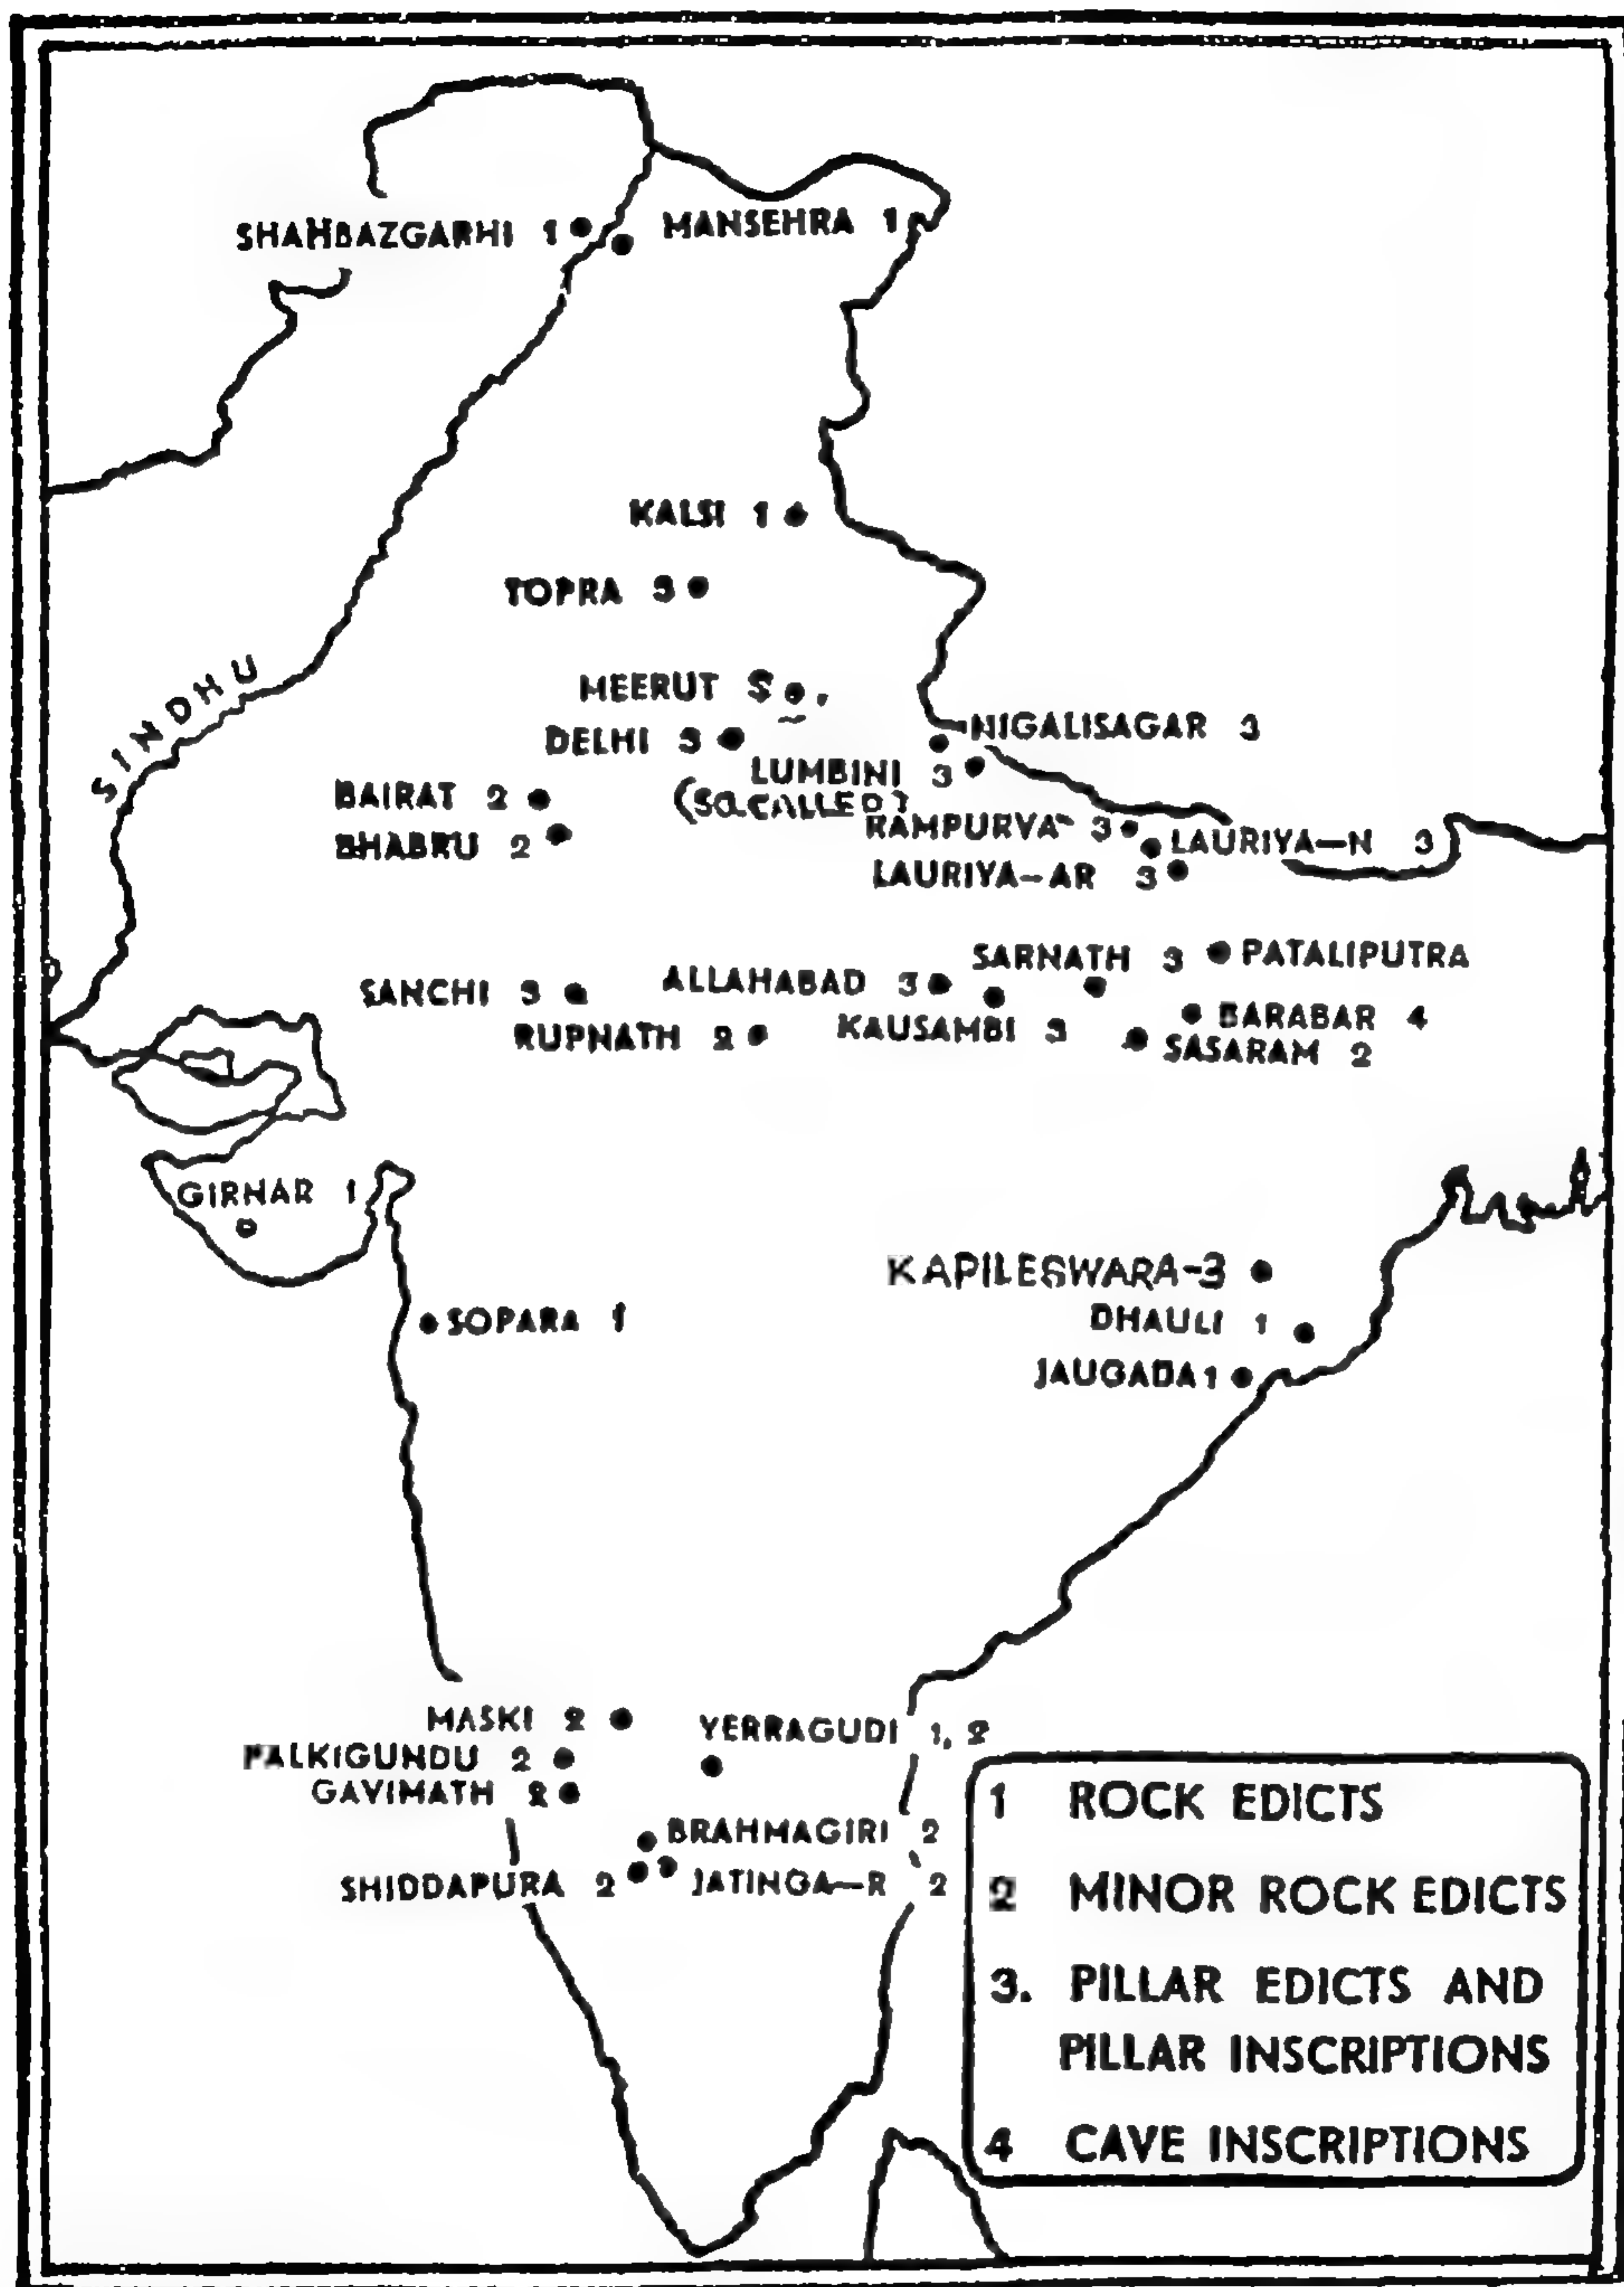 SHAHBAZGARHI 1
MANSEHRA 1
KALSI 1
TOPRA 3
SINDHU
MEERUT
DELHI 3
NIGALISAGAR 3
LUMBINI 3
(SO.CALLED)
BAIRAT 2
BHABRU 2
RAMPURVA 3
LAURIYA-N 3
LAURIYA-AR 3
SARNATH 3
PATALIPUTRA
SANCHI 3
ALLAHABAD 3
RUPNATH 2
KAUSAMBI 3
BARABAR 4
SASARAM 2
GIRNAR 1
SOPARA 1
KAPILESWARA-3
DHAULI 1
JAUGADA 1
MASKI 2
YERRAGUDI 1, 2
PALKIGUNDU 2
GAVIMATH 2
BRAHMAGIRI 2
SHIDDAPURA 2
JATINGA-R 2
1 ROCK EDICTS
2 MINOR ROCK EDICTS
3. PILLAR EDICTS AND
PILLAR INSCRIPTIONS
4 CAVE INSCRIPTIONS